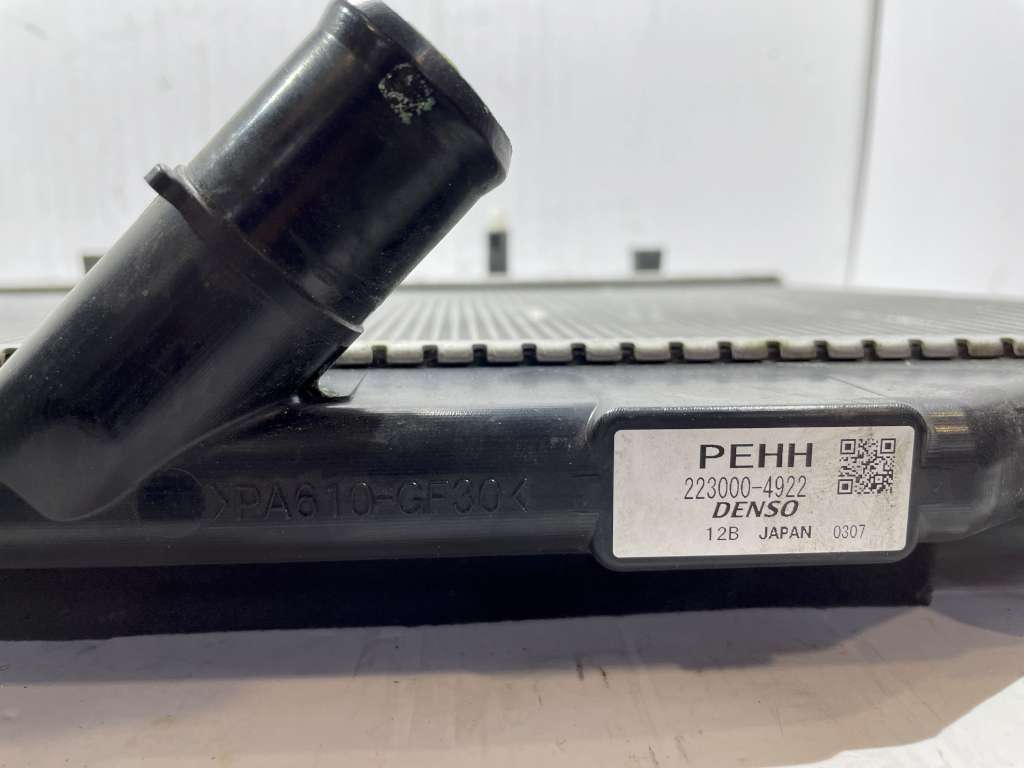 >PA610-GF30<
PEHH
223000-4922
DENSO
12B JAPAN 0307